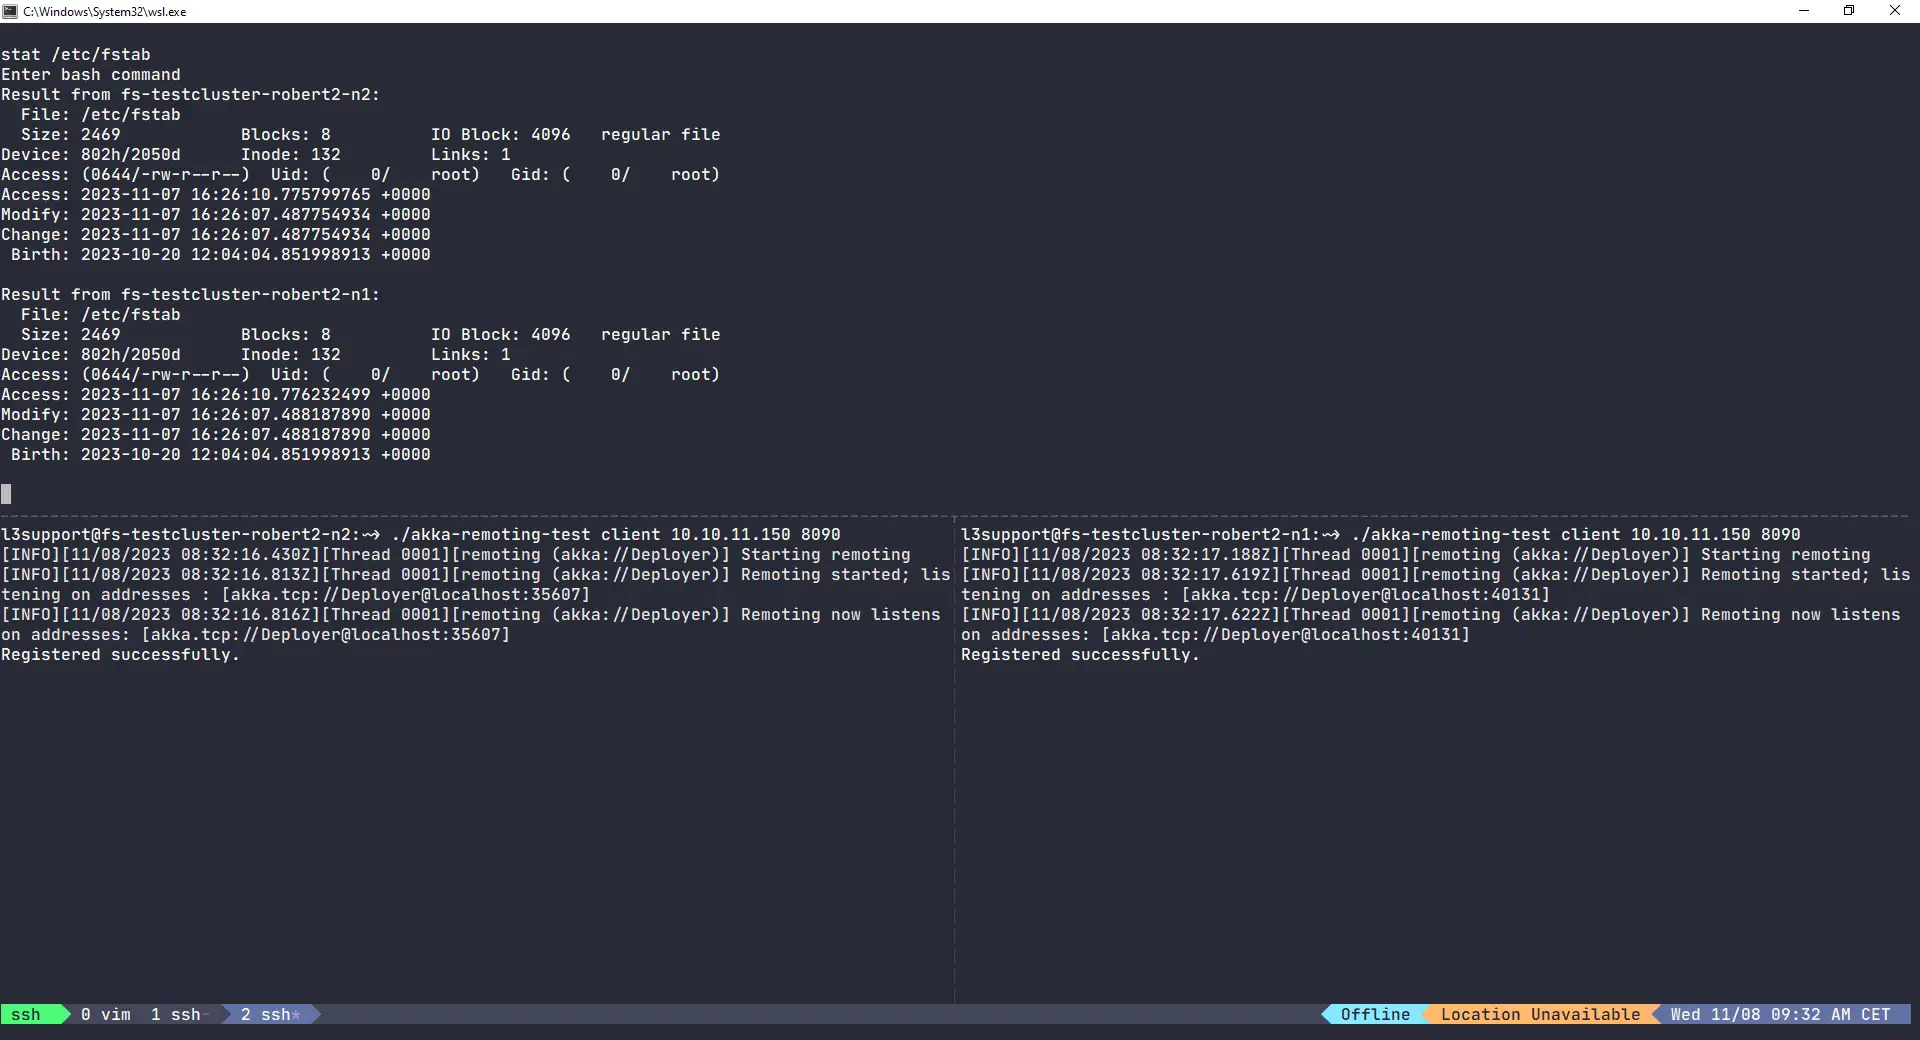 C:\Windows\System32\wsl.exe
stat /etc/fstab
Enter bash command
Result from fs-testcluster-robert2-n2:
  File: /etc/fstab
  Size: 2469            Blocks: 8          IO Block: 4096   regular file
Device: 802h/2050d      Inode: 132         Links: 1
Access: (0644/-rw-r--r--)  Uid: (    0/    root)   Gid: (    0/    root)
Access: 2023-11-07 16:26:10.775799765 +0000
Modify: 2023-11-07 16:26:07.487754934 +0000
Change: 2023-11-07 16:26:07.487754934 +0000
 Birth: 2023-10-20 12:04:04.851998913 +0000
Result from fs-testcluster-robert2-n1:
  File: /etc/fstab
  Size: 2469            Blocks: 8          IO Block: 4096   regular file
Device: 802h/2050d      Inode: 132         Links: 1
Access: (0644/-rw-r--r--)  Uid: (    0/    root)   Gid: (    0/    root)
Access: 2023-11-07 16:26:10.776232499 +0000
Modify: 2023-11-07 16:26:07.488187890 +0000
Change: 2023-11-07 16:26:07.488187890 +0000
 Birth: 2023-10-20 12:04:04.851998913 +0000
l3support@fs-testcluster-robert2-n2:~> ./akka-remoting-test client 10.10.11.150 8090
[INFO][11/08/2023 08:32:16.430Z][Thread 0001][remoting (akka://Deployer)] Starting remoting
[INFO][11/08/2023 08:32:16.813Z][Thread 0001][remoting (akka://Deployer)] Remoting started; lis
tening on addresses : [akka.tcp://Deployer@localhost:35607]
[INFO][11/08/2023 08:32:16.816Z][Thread 0001][remoting (akka://Deployer)] Remoting now listens
on addresses: [akka.tcp://Deployer@localhost:35607]
Registered successfully.
l3support@fs-testcluster-robert2-n1:~> ./akka-remoting-test client 10.10.11.150 8090
[INFO][11/08/2023 08:32:17.188Z][Thread 0001][remoting (akka://Deployer)] Starting remoting
[INFO][11/08/2023 08:32:17.619Z][Thread 0001][remoting (akka://Deployer)] Remoting started; lis
tening on addresses : [akka.tcp://Deployer@localhost:40131]
[INFO][11/08/2023 08:32:17.622Z][Thread 0001][remoting (akka://Deployer)] Remoting now listens
on addresses: [akka.tcp://Deployer@localhost:40131]
Registered successfully.
ssh 0 vim 1 ssh- 2 ssh* Offline Location Unavailable Wed 11/08 09:32 AM CET